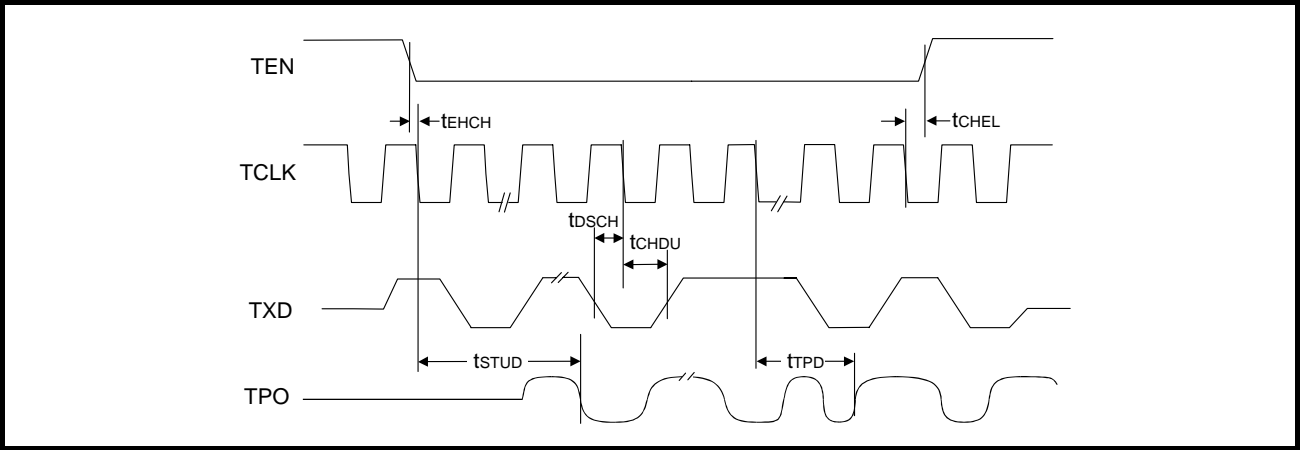 TEN
tEHCH
tCHEL
TCLK
tDSCH
tCHDU
TXD
tSTUD
tTPD
TPO